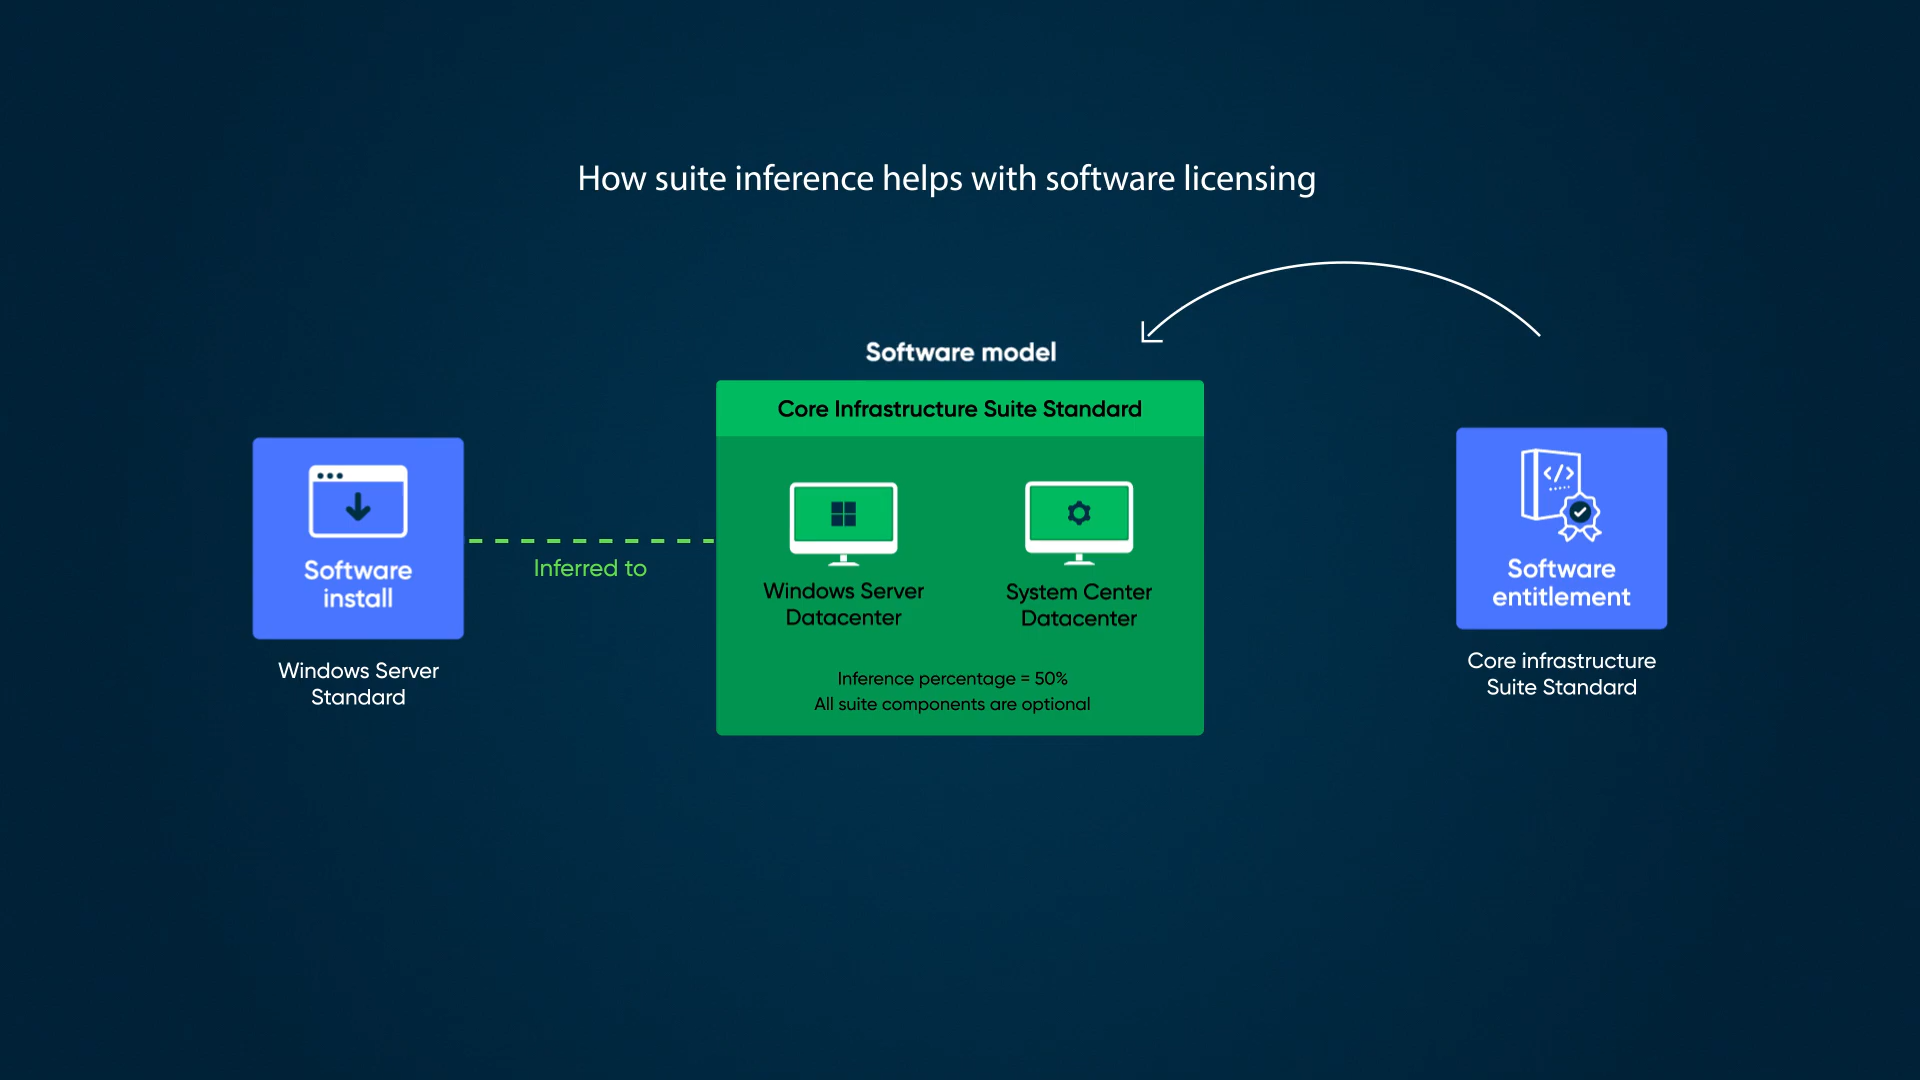 How suite inference helps with software licensing
Software model
Core Infrastructure Suite Standard
Software
install
Windows Server
Standard
Inferred to
Windows Server
Datacenter
System Center
Datacenter
Inference percentage = 50%
All suite components are optional
</>
Software
entitlement
Core infrastructure
Suite Standard